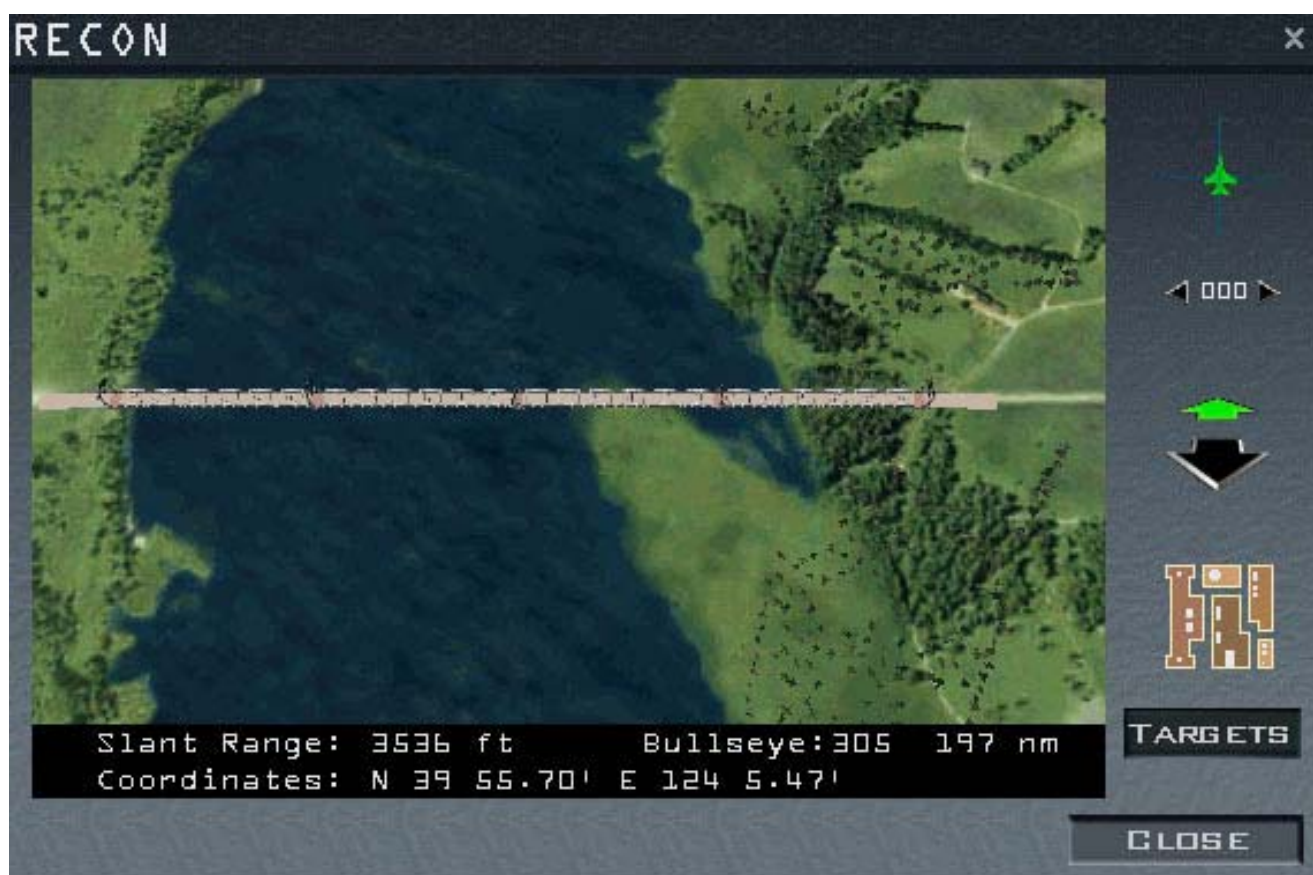 RECON
×
000
Slant Range: 3536 ft Bullseye:305 197 nm
Coordinates: N 39 55.70' E 124 5.47'
TARGETS
CLOSE